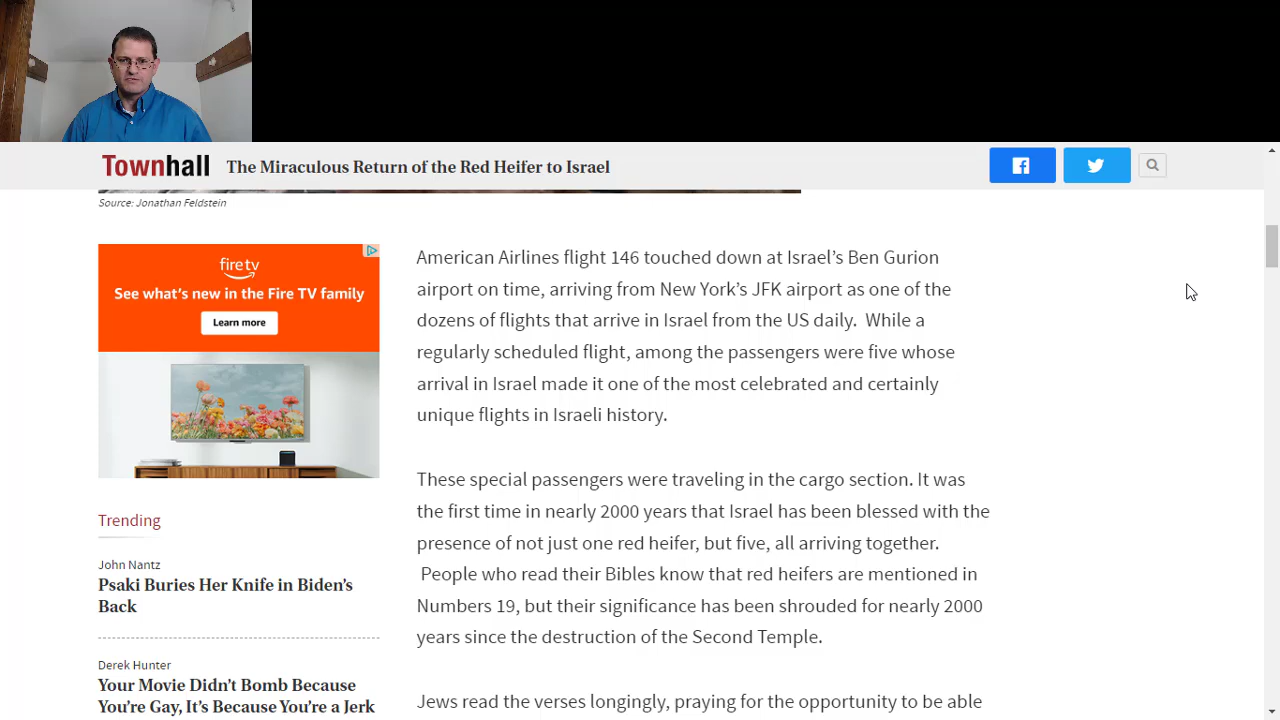 Townhall The Miraculous Return of the Red Heifer to Israel
Source: Jonathan Feldstein
firetv
See what's new in the Fire TV family
Learn more
Trending
John Nantz
Psaki Buries Her Knife in Biden's
Back
Derek Hunter
Your Movie Didn't Bomb Because
You're Gay, It's Because You're a Jerk
American Airlines flight 146 touched down at Israel's Ben Gurion
airport on time, arriving from New York's JFK airport as one of the
dozens of flights that arrive in Israel from the US daily.  While a
regularly scheduled flight, among the passengers were five whose
arrival in Israel made it one of the most celebrated and certainly
unique flights in Israeli history.
These special passengers were traveling in the cargo section. It was
the first time in nearly 2000 years that Israel has been blessed with the
presence of not just one red heifer, but five, all arriving together.
People who read their Bibles know that red heifers are mentioned in
Numbers 19, but their significance has been shrouded for nearly 2000
years since the destruction of the Second Temple.
Jews read the verses longingly, praying for the opportunity to be able